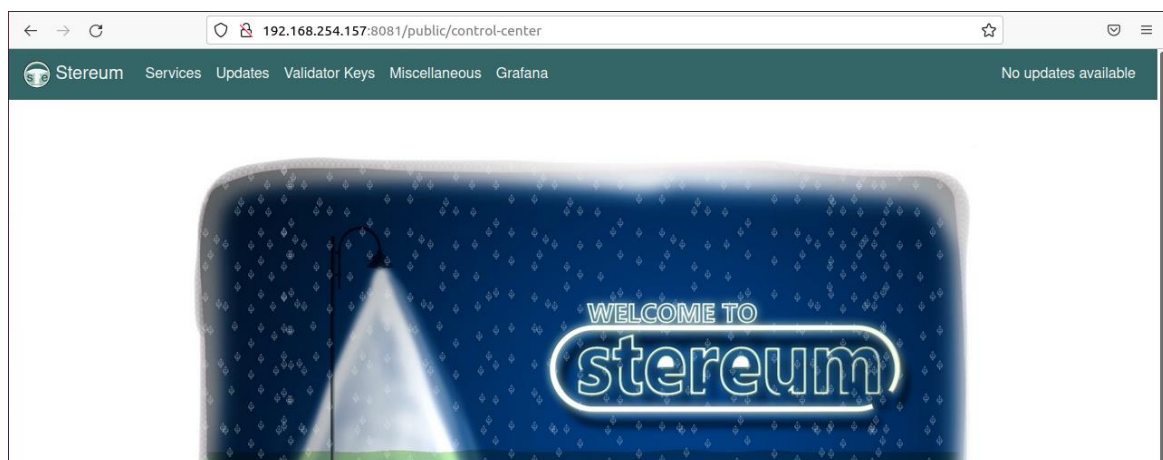 192.168.254.157:8081/public/control-center
Stereum Services Updates Validator Keys Miscellaneous Grafana No updates available
WELCOME TO
stereum